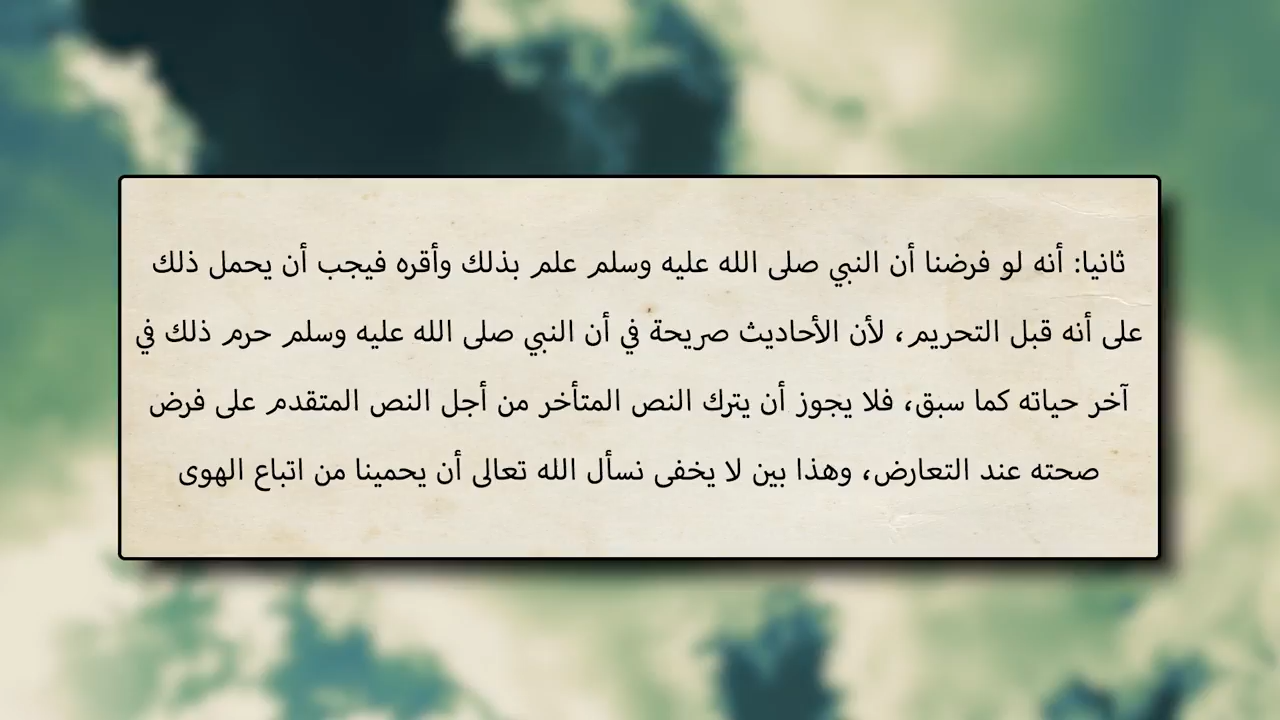 ثانيا: أنه لو فرضنا أن النبي صلى الله عليه وسلم علم بذلك وأقره فيجب أن يحمل ذلك
على أنه قبل التحريم، لأن الأحاديث صريحة في أن النبي صلى الله عليه وسلم حرم ذلك في
آخر حياته كما سبق، فلا يجوز أن يترك النص المتأخر من أجل النص المتقدم على فرض
صحته عند التعارض، وهذا بين لا يخفى نسأل الله تعالى أن يحمينا من اتباع الهوى